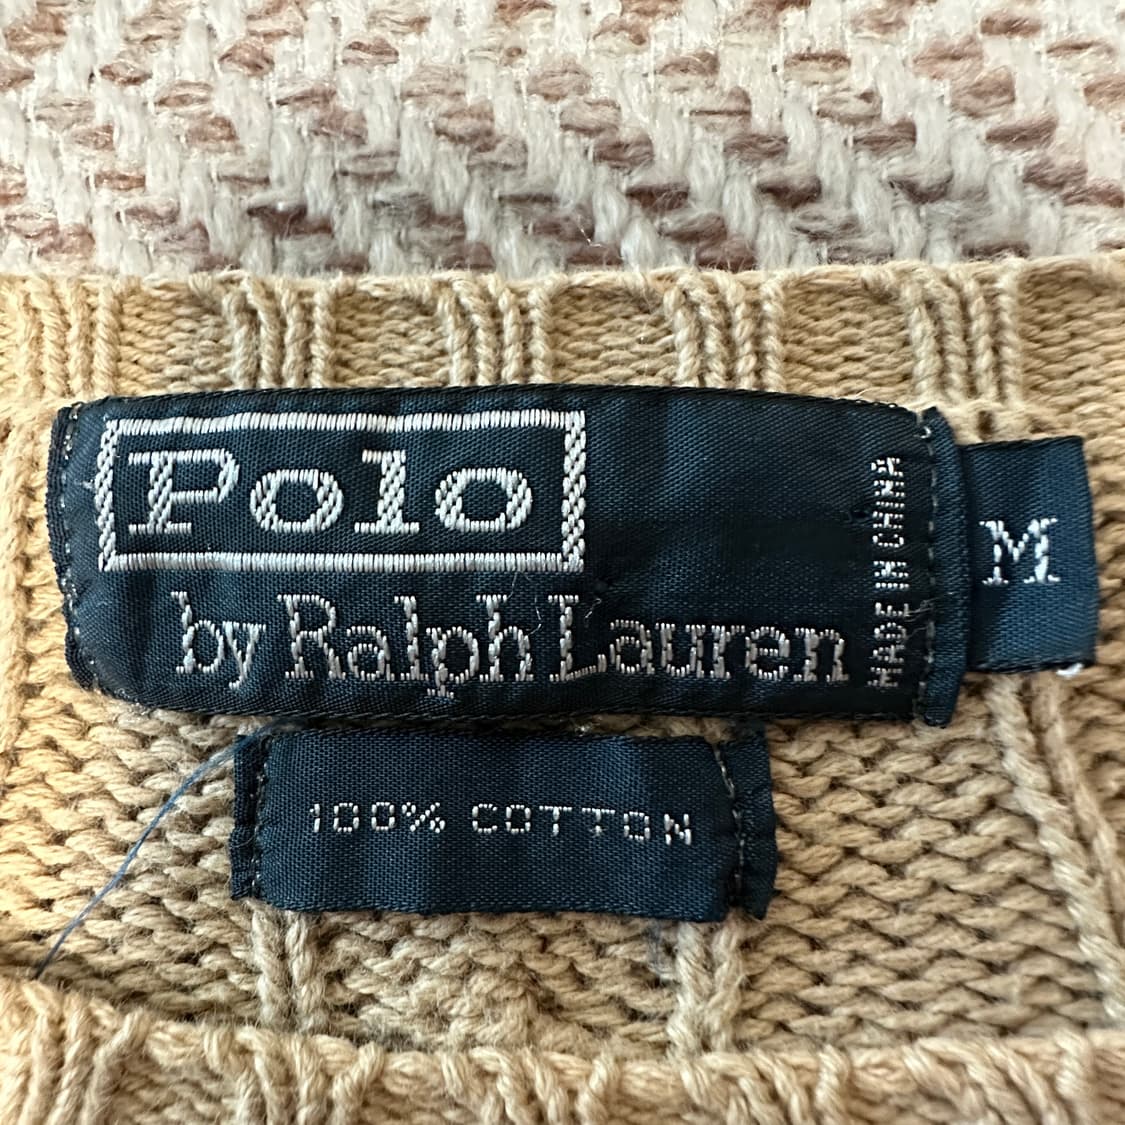 Polo
by Ralph Lauren
MADE IN CHINA
M
100% COTTON